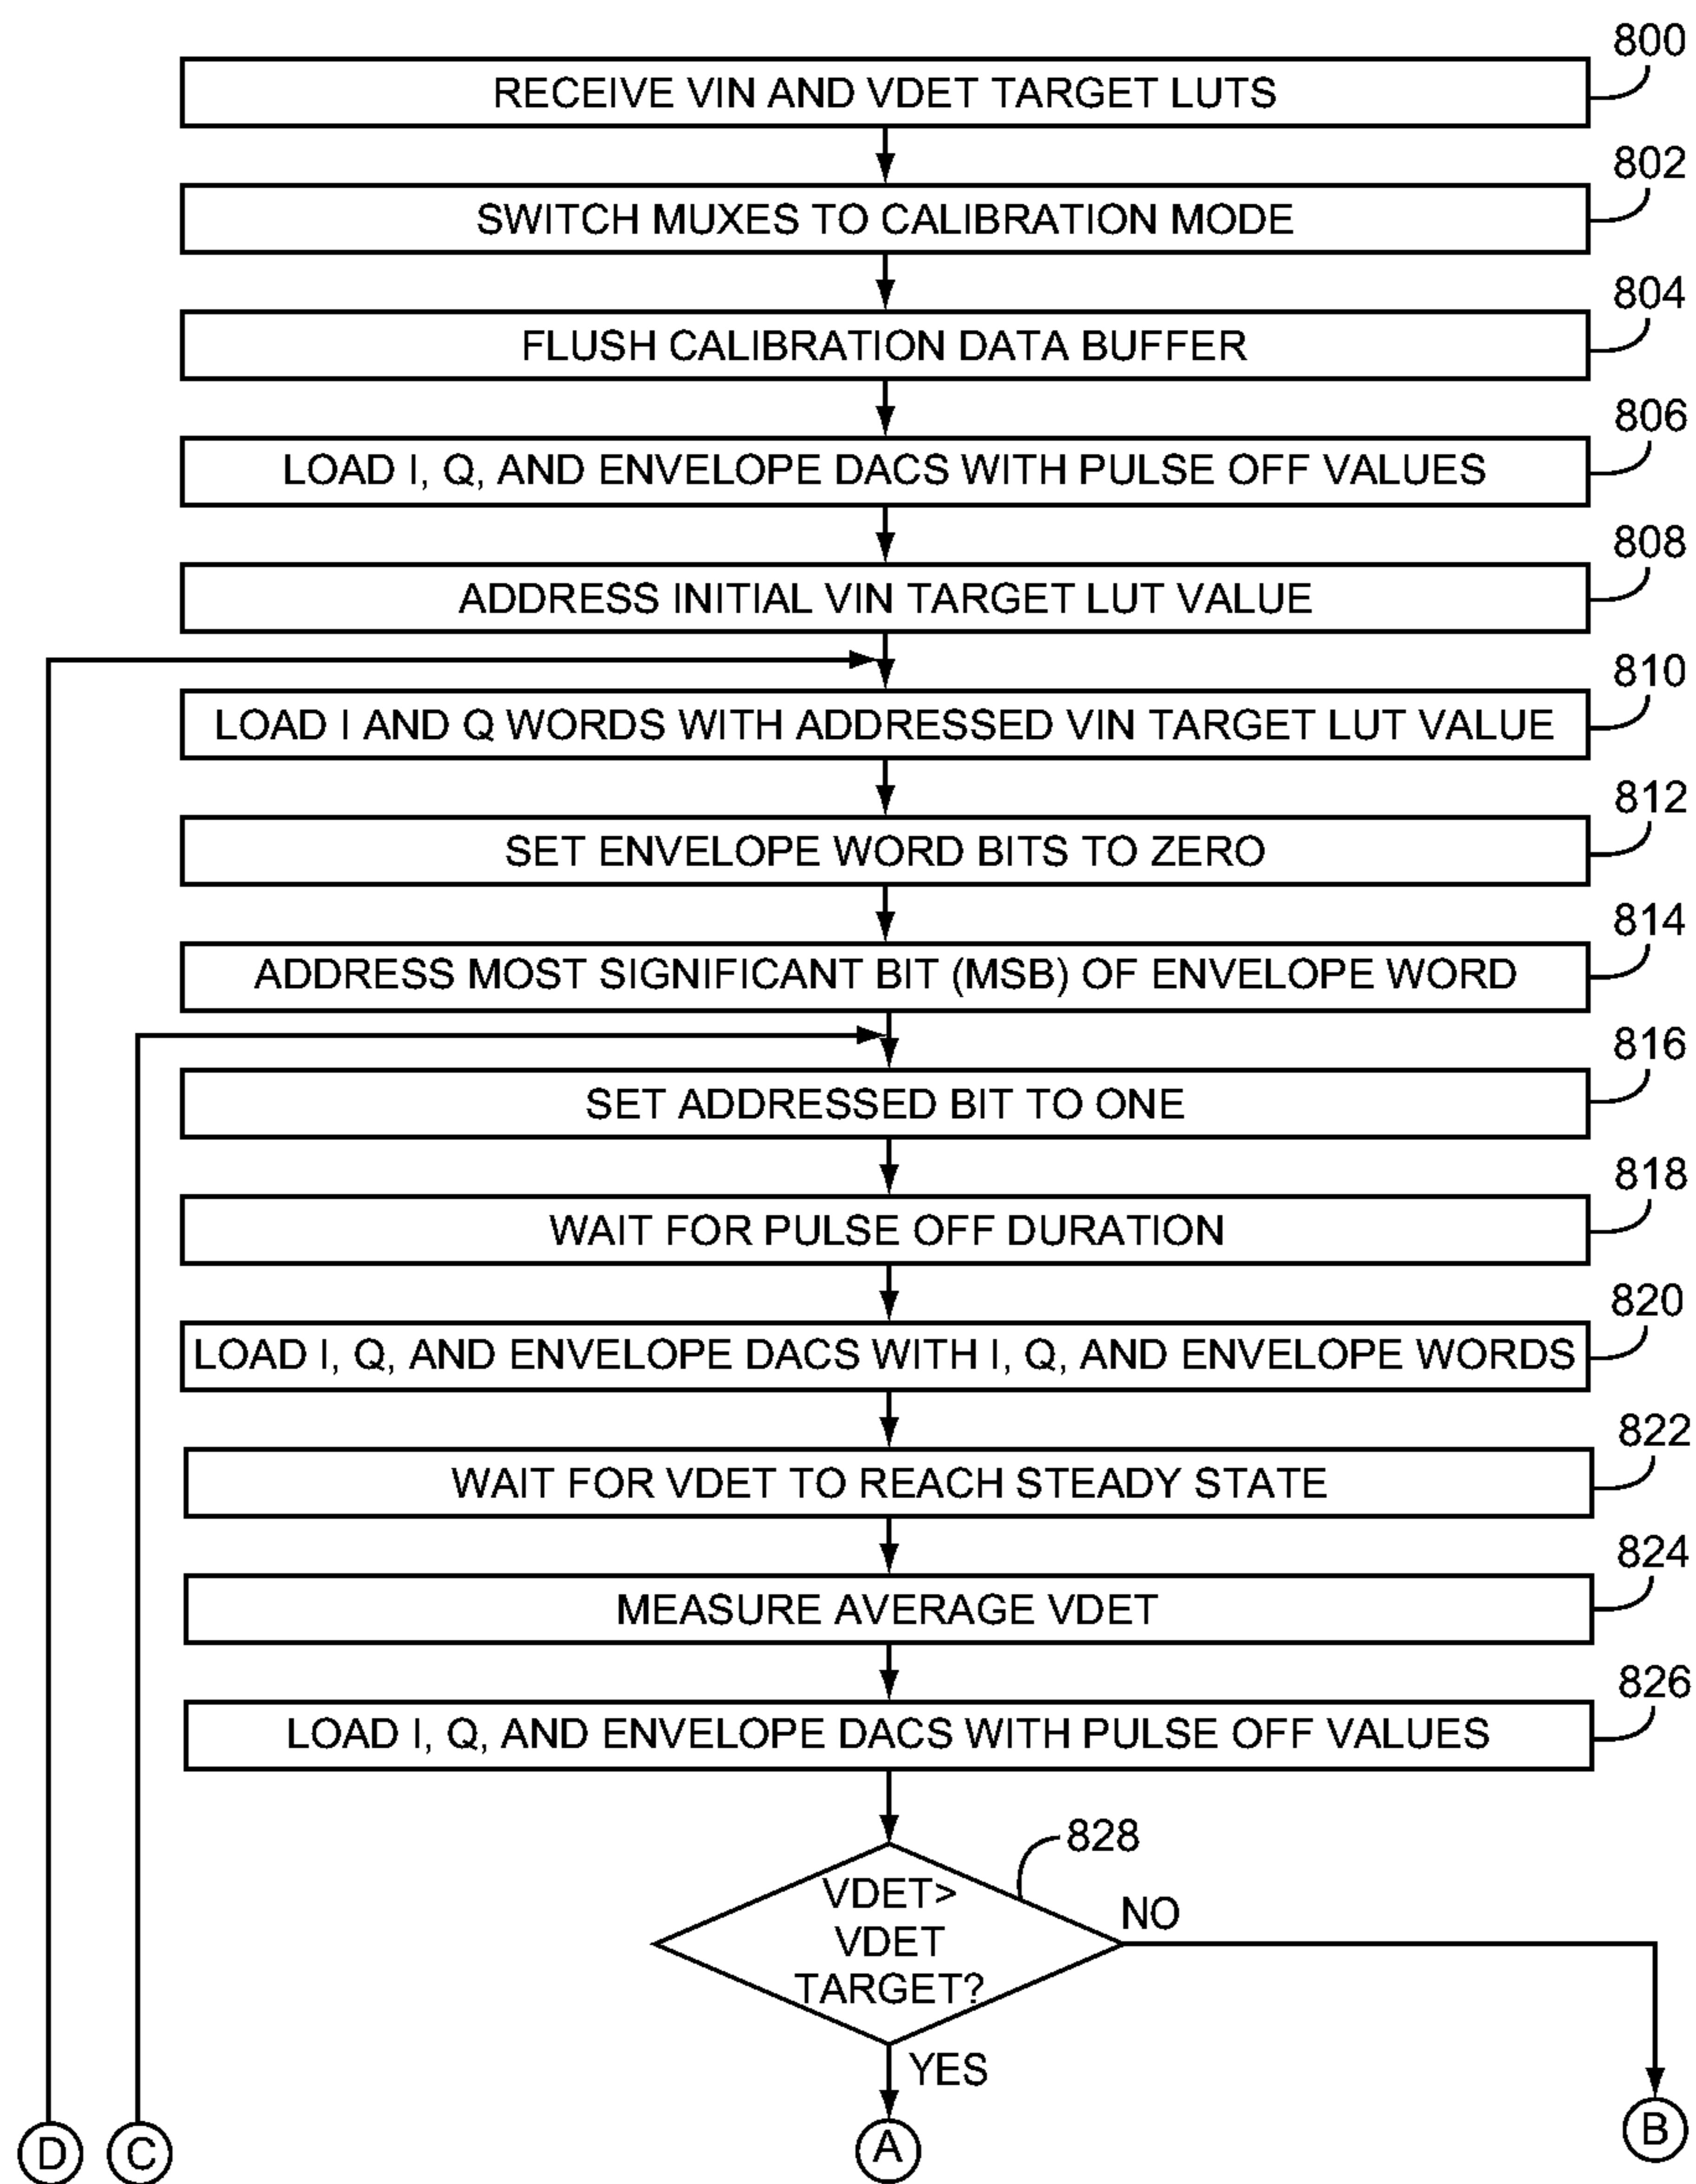 800
RECEIVE VIN AND VDET TARGET LUTS
802
SWITCH MUXES TO CALIBRATION MODE
804
FLUSH CALIBRATION DATA BUFFER
806
LOAD I, Q, AND ENVELOPE DACS WITH PULSE OFF VALUES
808
ADDRESS INITIAL VIN TARGET LUT VALUE
810
LOAD I AND Q WORDS WITH ADDRESSED VIN TARGET LUT VALUE
812
SET ENVELOPE WORD BITS TO ZERO
814
ADDRESS MOST SIGNIFICANT BIT (MSB) OF ENVELOPE WORD
816
SET ADDRESSED BIT TO ONE
818
WAIT FOR PULSE OFF DURATION
820
LOAD I, Q, AND ENVELOPE DACS WITH I, Q, AND ENVELOPE WORDS
822
WAIT FOR VDET TO REACH STEADY STATE
824
MEASURE AVERAGE VDET
826
LOAD I, Q, AND ENVELOPE DACS WITH PULSE OFF VALUES
828
VDET>
VDET
TARGET?
NO
YES
D
C
A
B